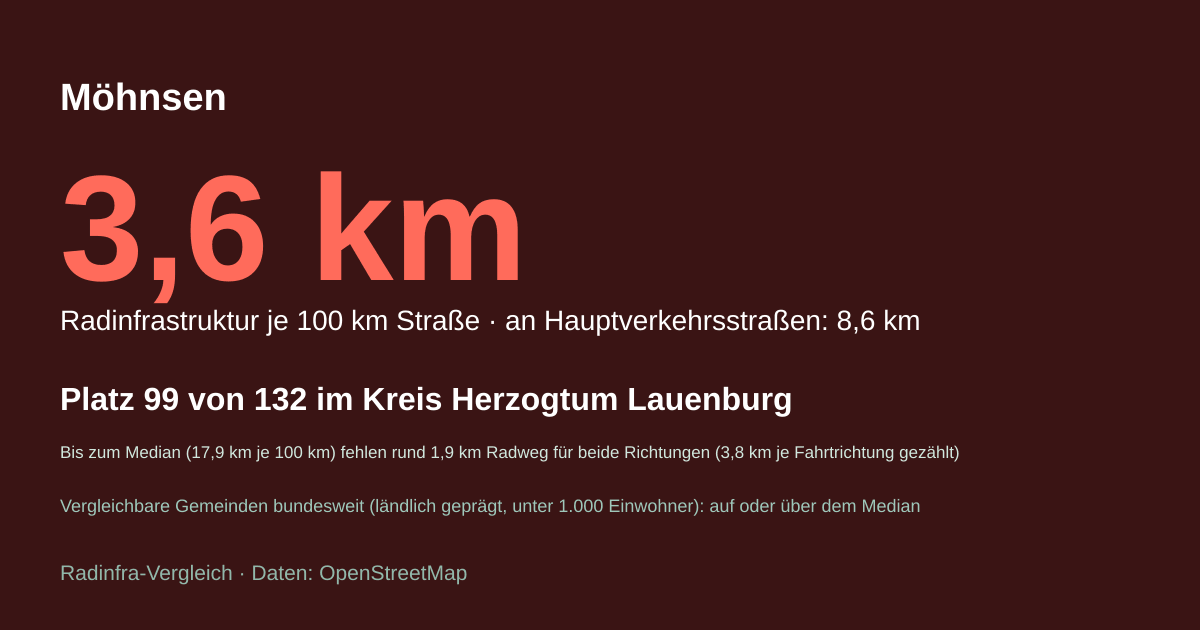 Möhnsen
3,6 km
Radinfrastruktur je 100 km Straße · an Hauptverkehrsstraßen: 8,6 km
Platz 99 von 132 im Kreis Herzogtum Lauenburg
Bis zum Median (17,9 km je 100 km) fehlen rund 1,9 km Radweg für beide Richtungen (3,8 km je Fahrtrichtung gezählt)
Vergleichbare Gemeinden bundesweit (ländlich geprägt, unter 1.000 Einwohner): auf oder über dem Median
Radinfra-Vergleich · Daten: OpenStreetMap